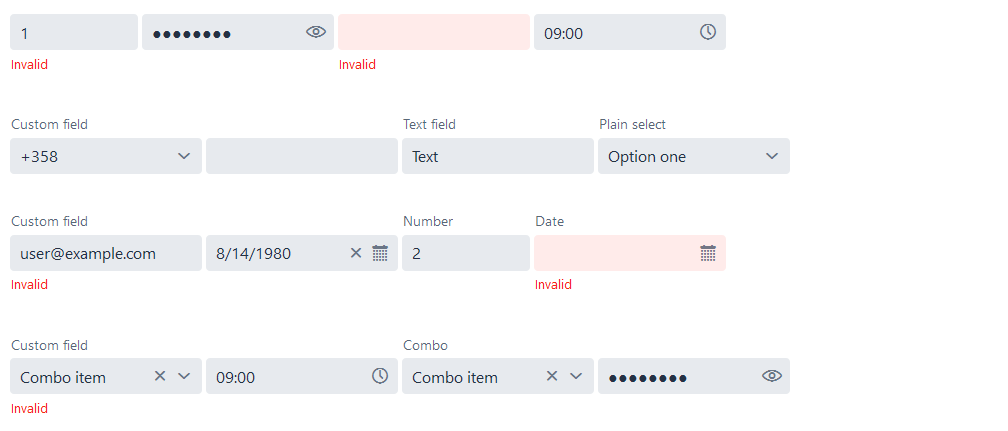 1 ●●●●●●●● 09:00
Invalid Invalid
Custom field Text field Plain select
+358 Text Option one
Custom field Number Date
user@example.com 8/14/1980 2
Invalid Invalid
Custom field Combo
Combo item 09:00 Combo item ●●●●●●●●
Invalid